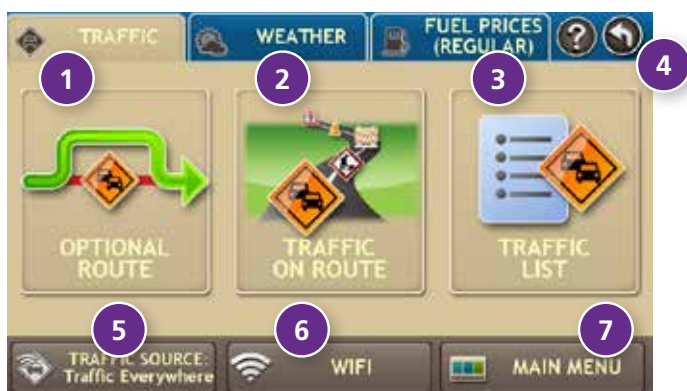 TRAFFIC
WEATHER
FUEL PRICES
(REGULAR)
?
1
2
3
4
OPTIONAL
ROUTE
TRAFFIC
ON ROUTE
TRAFFIC
LIST
5
6
7
TRAFFIC SOURCE:
Traffic Everywhere
WIFI
MAIN MENU